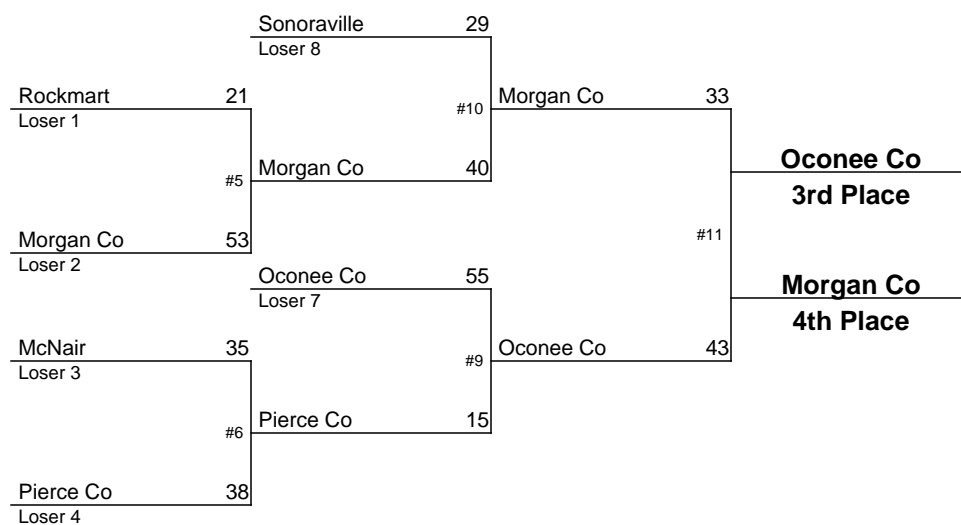 Sonoraville 29
Loser 8
Rockmart 21
Loser 1
#10
Morgan Co 33
#5
Morgan Co 40
Oconee Co
3rd Place
Morgan Co 53
Loser 2
#11
Oconee Co 55
Loser 7
Morgan Co
4th Place
McNair 35
Loser 3
#9
Oconee Co 43
#6
Pierce Co 15
Pierce Co 38
Loser 4